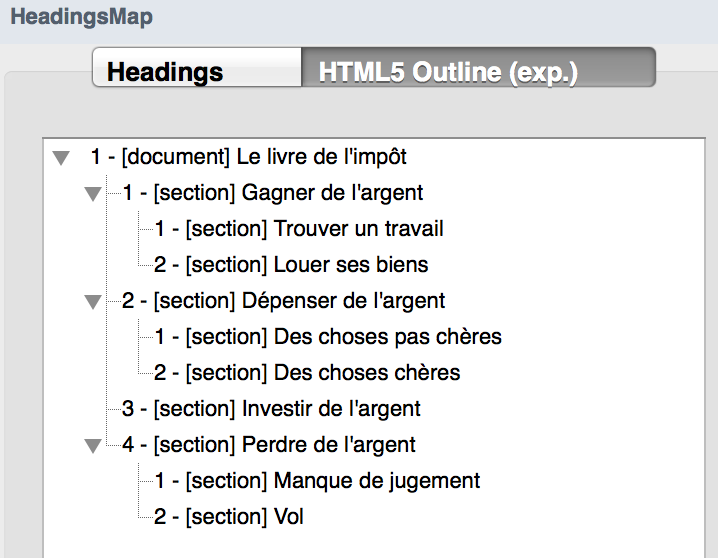 HeadingsMap
Headings
HTML5 Outline (exp.)
1 - [document] Le livre de l'impôt
1 - [section] Gagner de l'argent
1 - [section] Trouver un travail
2 - [section] Louer ses biens
2 - [section] Dépenser de l'argent
1 - [section] Des choses pas chères
2 - [section] Des choses chères
3 - [section] Investir de l'argent
4 - [section] Perdre de l'argent
1 - [section] Manque de jugement
2 - [section] Vol